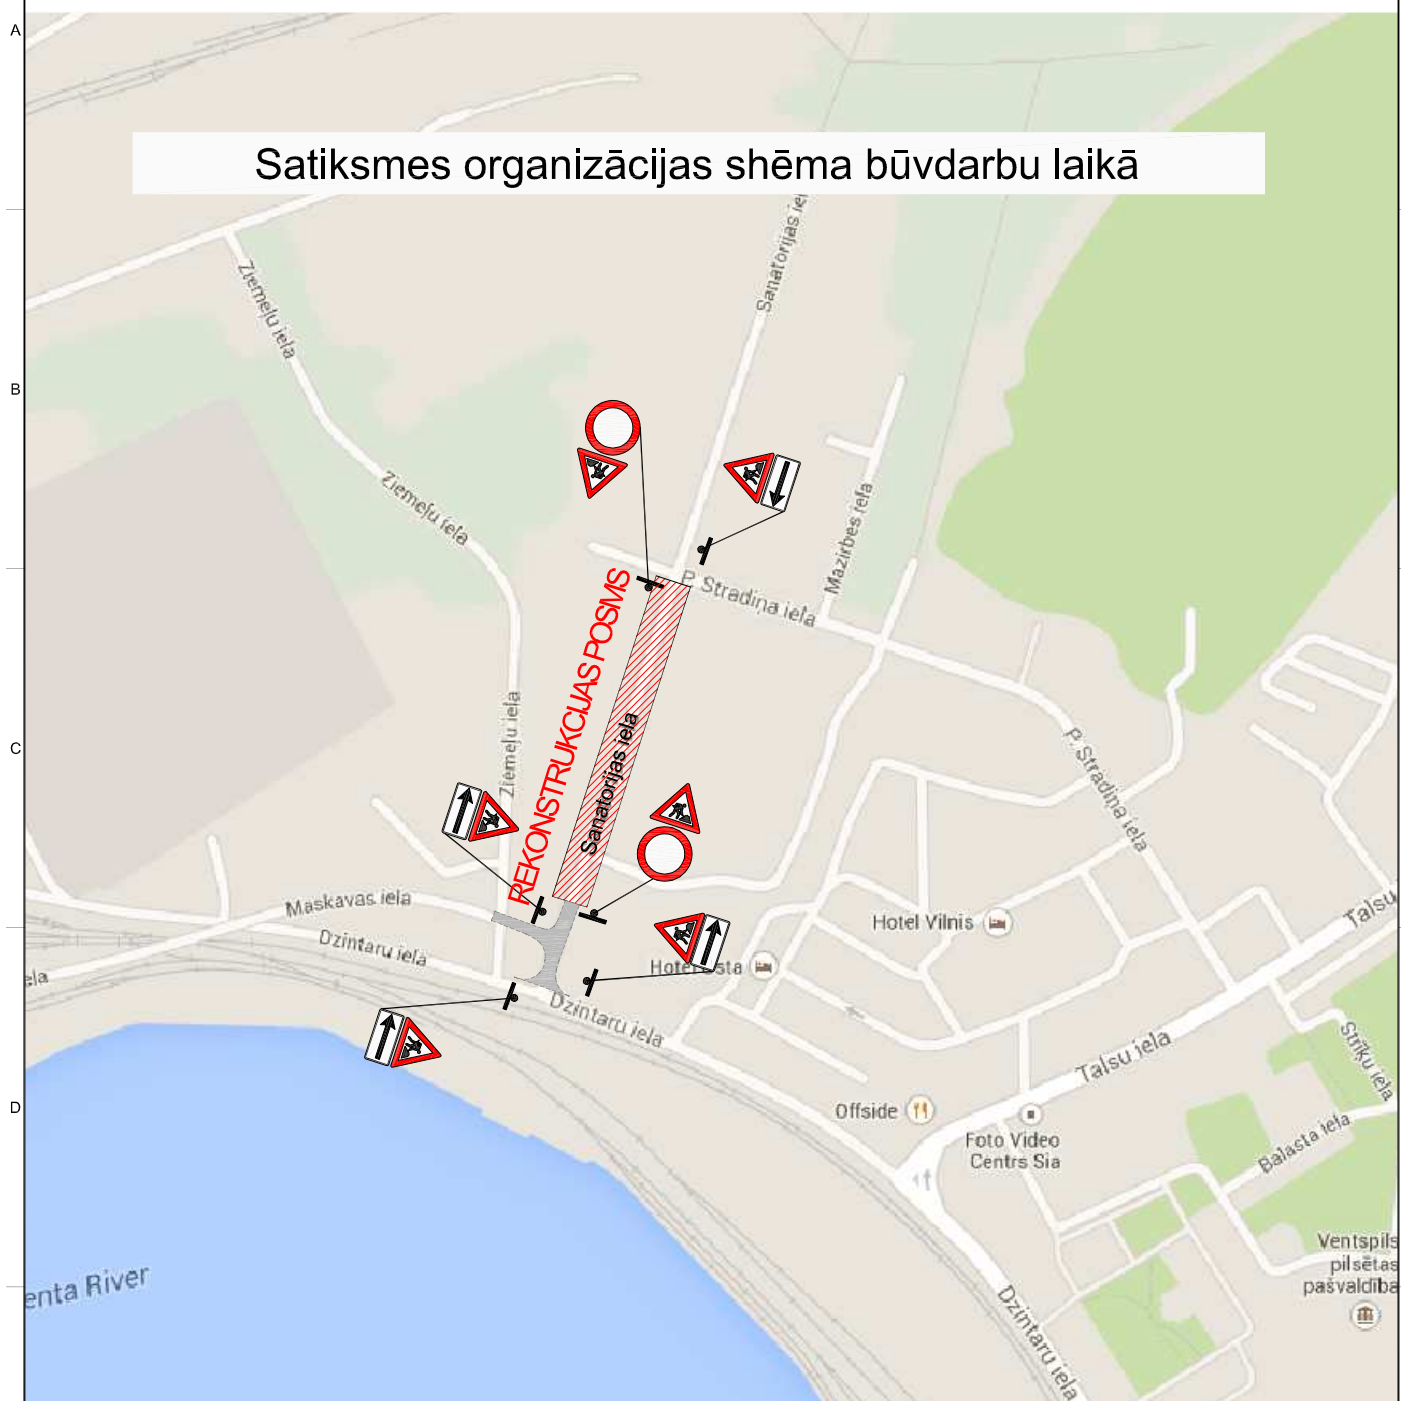 A
Satiksmes organizācijas shēma būvdarbu laikā
Sanatorijas iel
Ziemeļu iela
B
Ziemeļu iela
Mazirbes iela
P. Stradiņa iela
REKONSTRUKCIJAS POSMS
Ziemeļu iela
Sanatorijas iela
C
P. Stradiņa iela
Maskavas iela
Dzintaru iela
Hotel Vilnis
Talsu
ela
Dzintaru iela
Talsu iela
Strīķu iela
D
Offside
Foto Video
Centrs Sia
Balasta iela
Ventspils
pilsētas
pašvaldība
enta River
Dzintaru iela